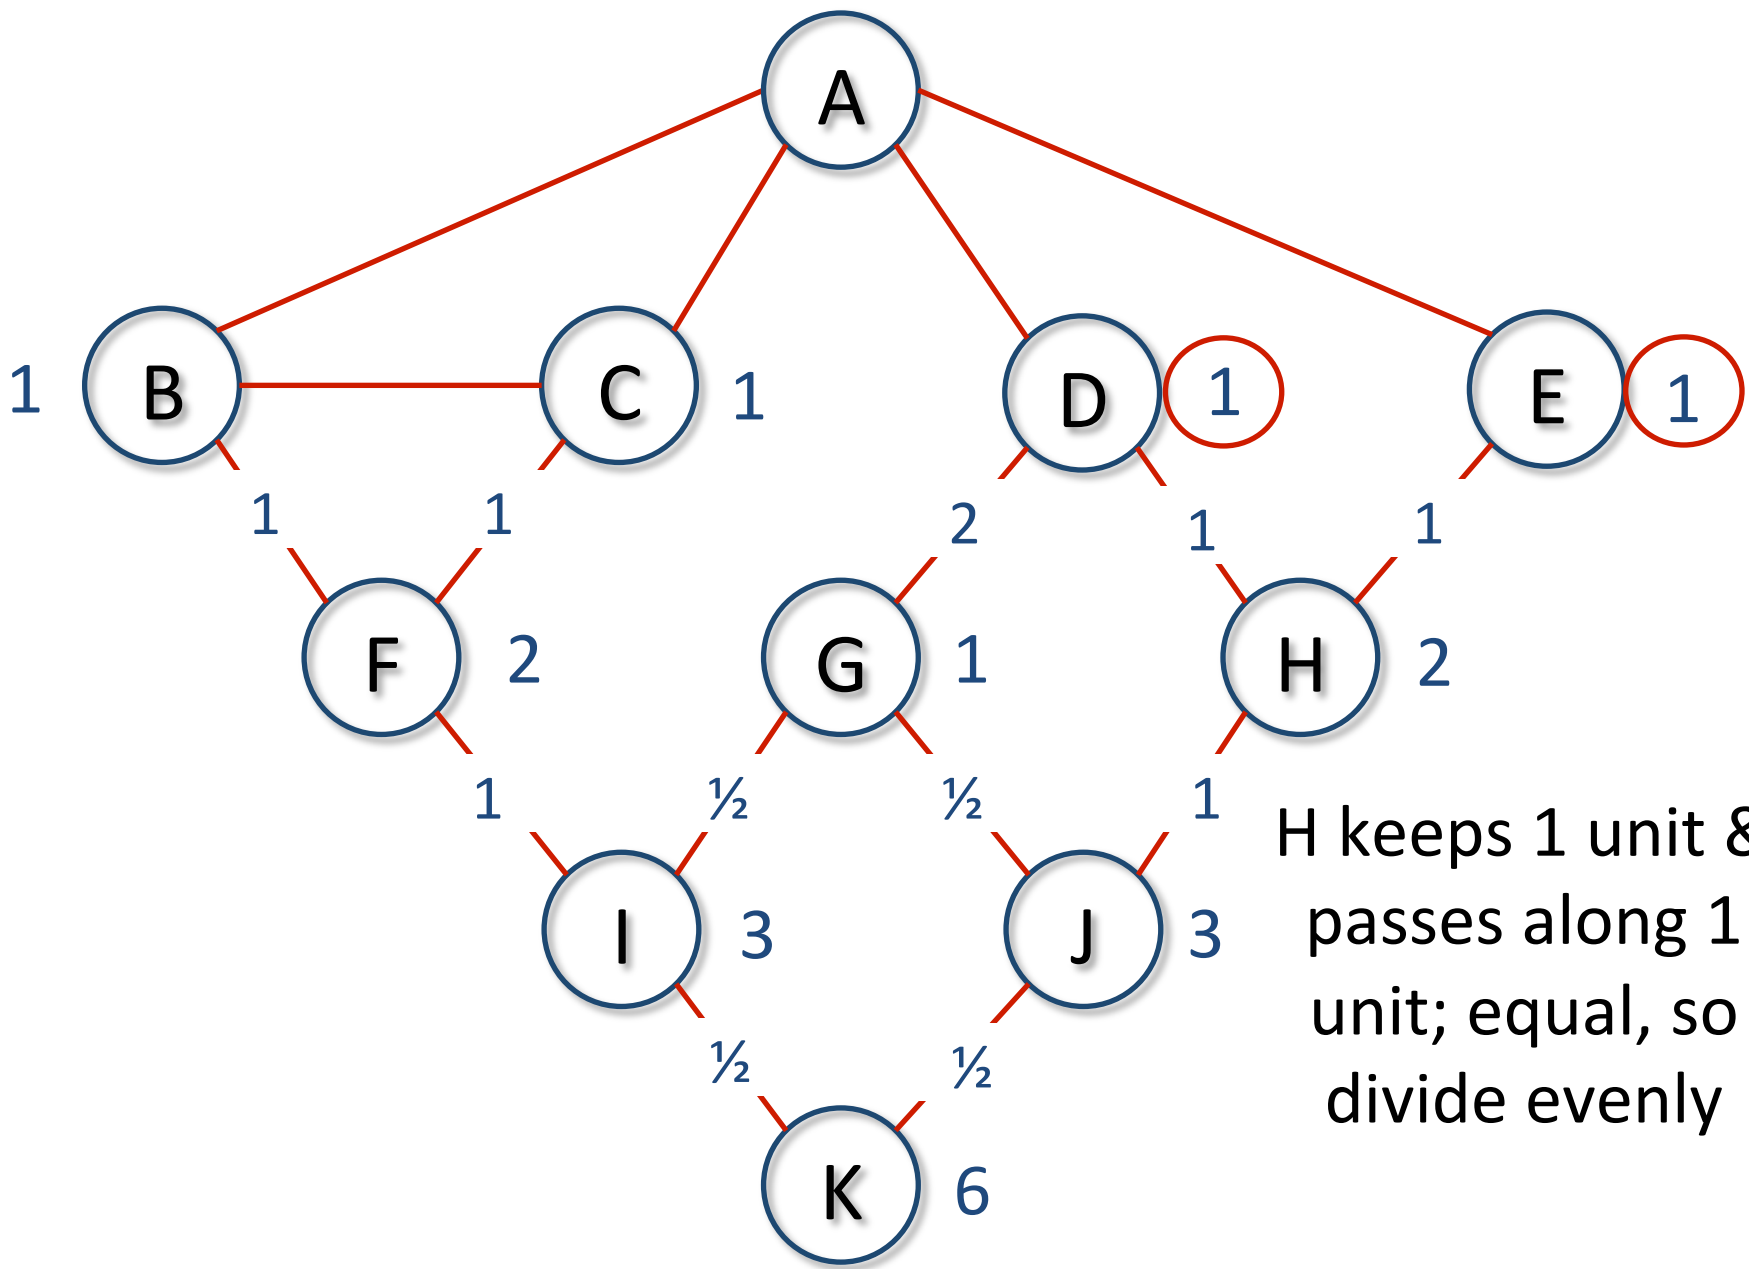 A
1 B C 1 D 1 E 1
1 1 2 1 1
F 2 G 1 H 2
1 ½ ½ 1
H keeps 1 unit &
passes along 1
I 3 J 3
unit; equal, so
½ ½
divide evenly
K 6